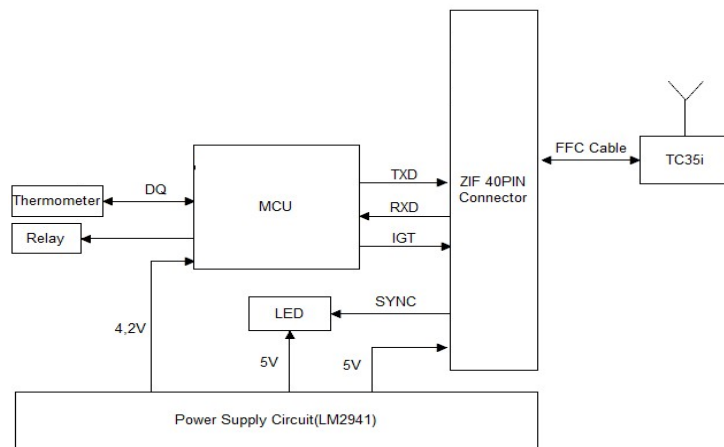 TXD
ZIF 40PIN
Connector
FFC Cable
TC35i
Thermometer
DQ
MCU
RXD
Relay
IGT
LED
SYNC
4,2V
5V
5V
Power Supply Circuit(LM2941)